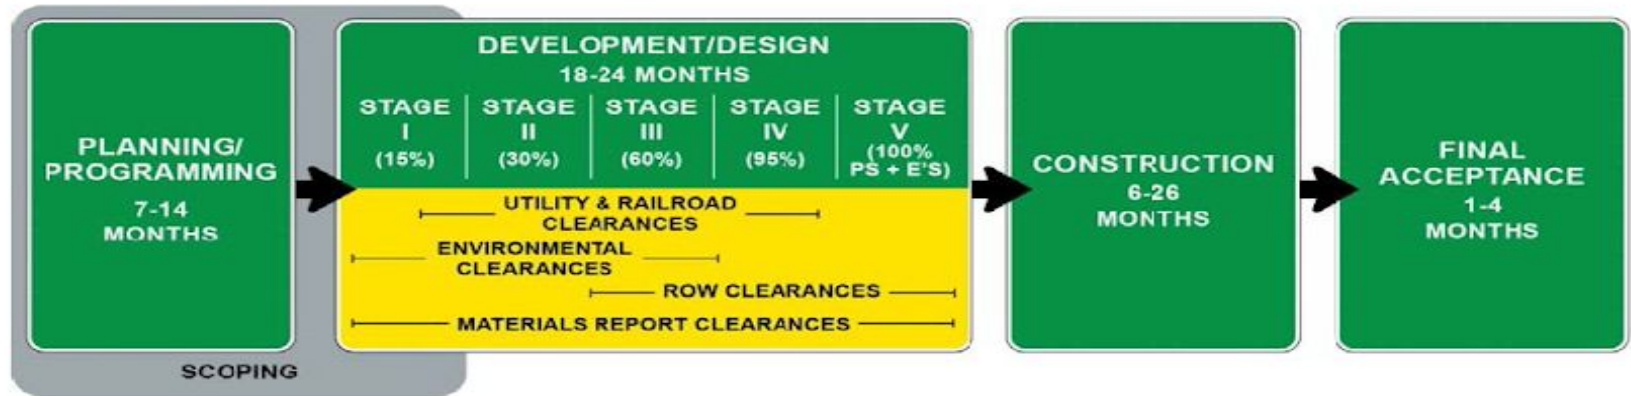 PLANNING/
PROGRAMMING
7-14
MONTHS
SCOPING
DEVELOPMENT/DESIGN
18-24 MONTHS
STAGE
I
(15%)
STAGE
II
(30%)
STAGE
III
(60%)
STAGE
IV
(95%)
STAGE
V
(100%
PS + E'S)
UTILITY & RAILROAD
CLEARANCES
ENVIRONMENTAL
CLEARANCES
ROW CLEARANCES
MATERIALS REPORT CLEARANCES
CONSTRUCTION
6-26
MONTHS
FINAL
ACCEPTANCE
1-4
MONTHS